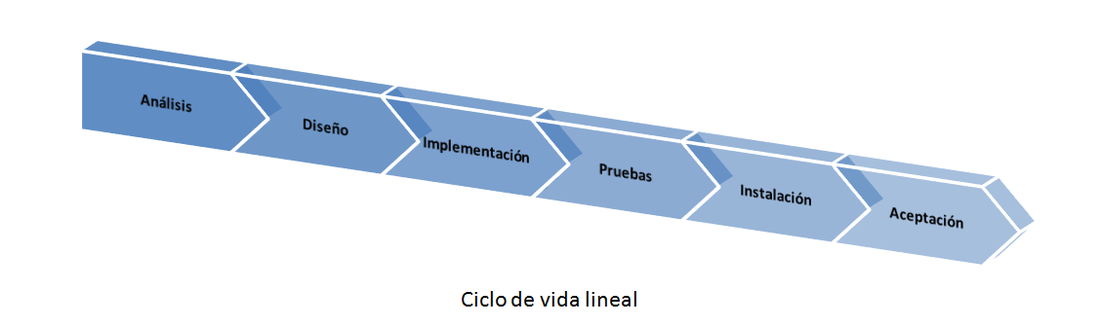 Análisis
Diseño
Implementación
Pruebas
Instalación
Aceptación
Ciclo de vida lineal